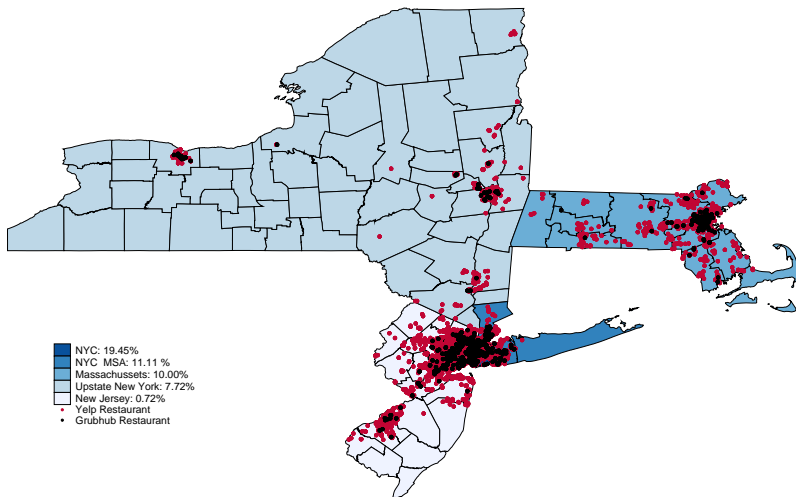 NYC: 19.45%
NYC MSA: 11.11 %
Massachussets: 10.00%
Upstate New York: 7.72%
New Jersey: 0.72%
Yelp Restaurant
Grubhub Restaurant